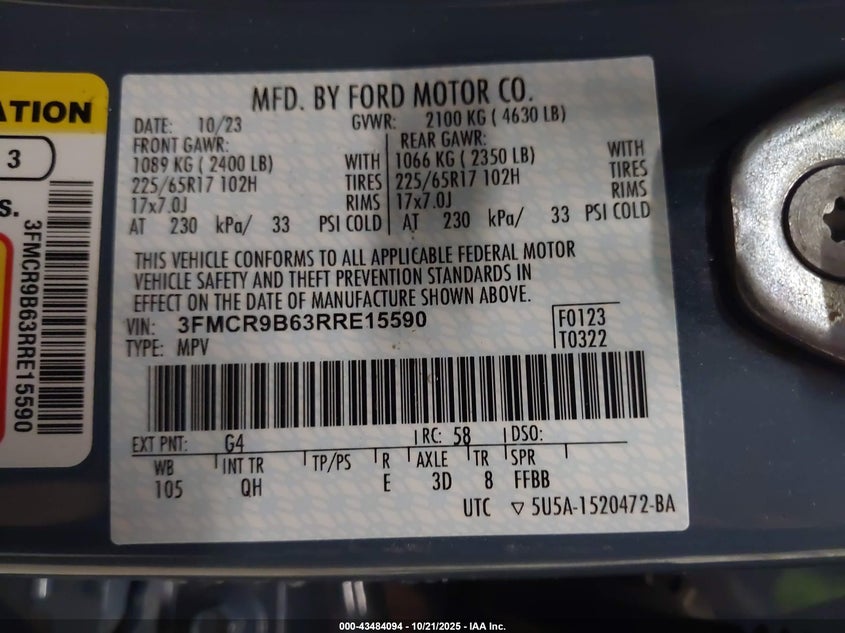 ATION
3
S.
3FMCR9B63RRE15590
MFD. BY FORD MOTOR CO.
DATE: 10/23 GVWR: 2100 KG ( 4630 LB)
FRONT GAWR: REAR GAWR:
1089 KG ( 2400 LB) WITH 1066 KG ( 2350 LB) WITH
225/65R17 102H TIRES 225/65R17 102H TIRES
17x7.0J RIMS 17x7.0J RIMS
AT 230 kPa/ 33 PSI COLD AT 230 kPa/ 33 PSI COLD
THIS VEHICLE CONFORMS TO ALL APPLICABLE FEDERAL MOTOR
VEHICLE SAFETY AND THEFT PREVENTION STANDARDS IN
EFFECT ON THE DATE OF MANUFACTURE SHOWN ABOVE.
VIN: 3FMCR9B63RRE15590 F0123
TYPE: MPV T0322
EXT PNT: G4 RC: 58 DSO:
WB INT TR TP/PS R AXLE TR SPR
105 QH E 3D 8 FFBB
UTC ▽ 5U5A-1520472-BA
000-43484094 - 10/21/2025 - IAA Inc.